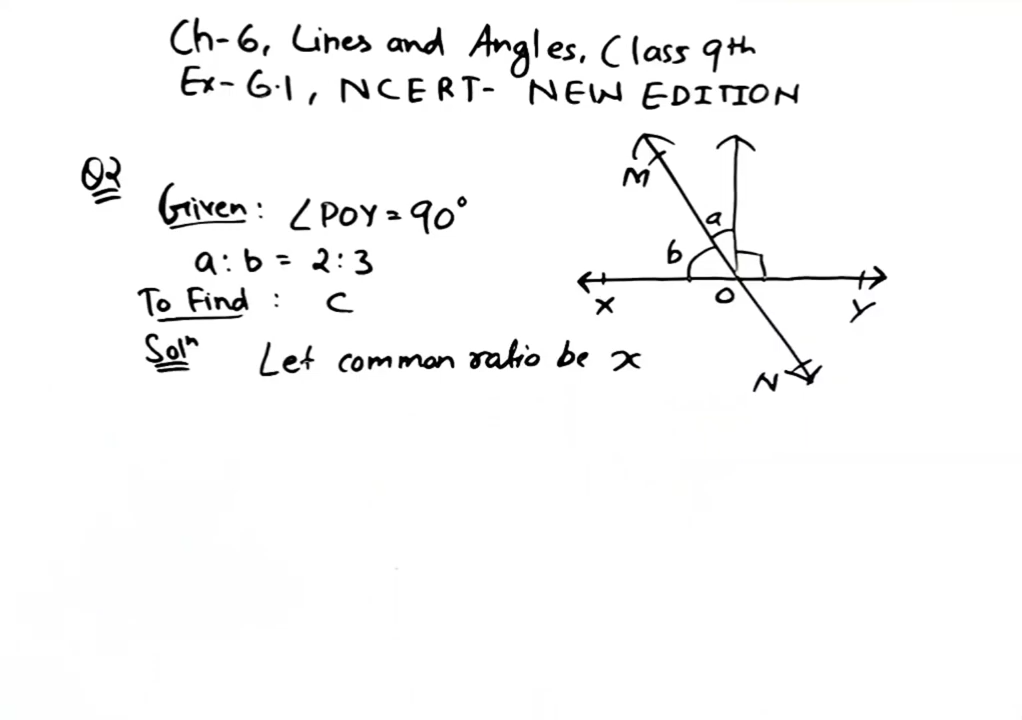 Ch-6, Lines and Angles, Class 9th
Ex-6.1, NCERT- NEW EDITION
Q2
Given: ∠POY = 90°
a:b = 2:3
To Find: C
Solⁿ Let common ratio be x
M
a
b
X
O
Y
N